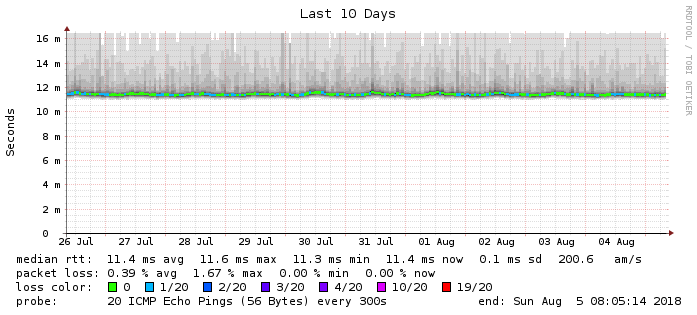 Last 10 Days
RRDTOOL / TOBI OETIKER
Seconds
16 m
14 m
12 m
10 m
8 m
6 m
4 m
2 m
0
26 Jul 27 Jul 28 Jul 29 Jul 30 Jul 31 Jul 01 Aug 02 Aug 03 Aug 04 Aug
median rtt: 11.4 ms avg 11.6 ms max 11.3 ms min 11.4 ms now 0.1 ms sd 200.6 am/s
packet loss: 0.39 % avg 1.67 % max 0.00 % min 0.00 % now
loss color: 0 1/20 2/20 3/20 4/20 10/20 19/20
probe: 20 ICMP Echo Pings (56 Bytes) every 300s end: Sun Aug 5 08:05:14 2018